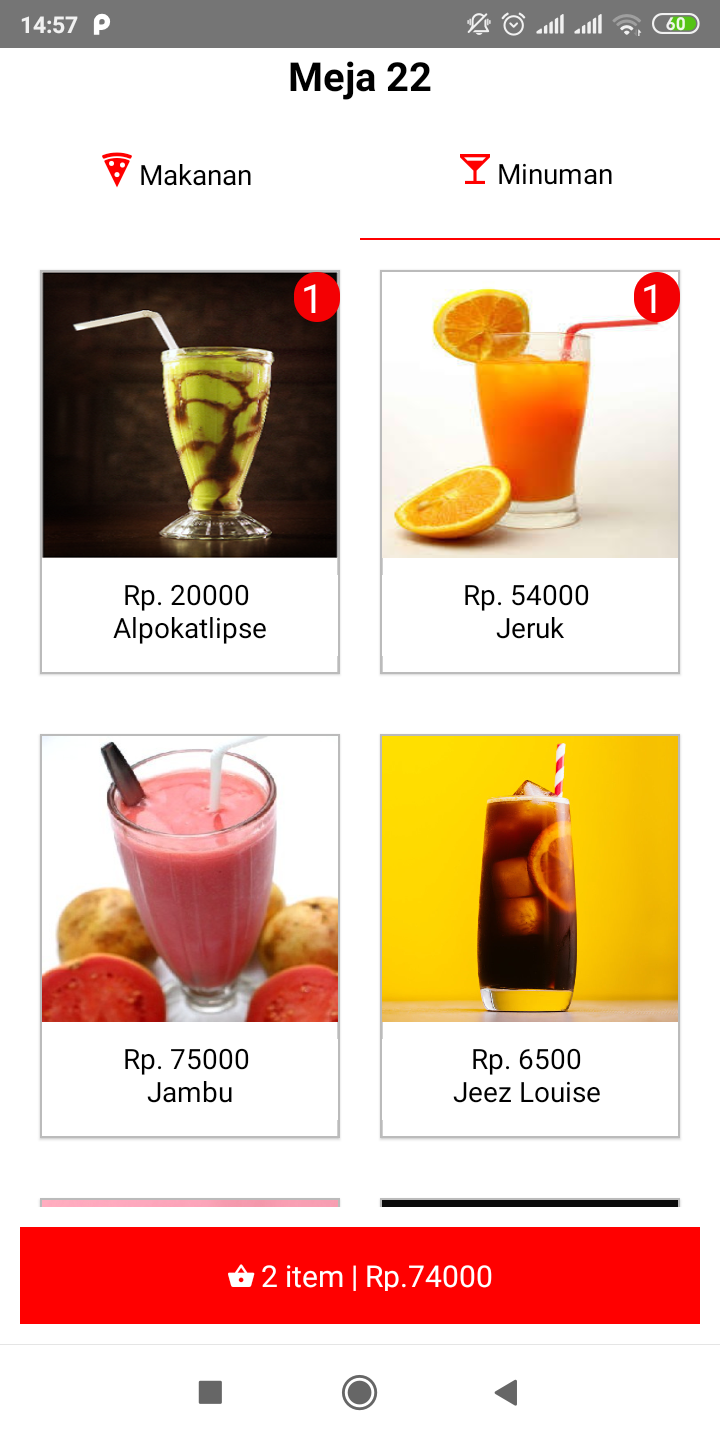 14:57
60
Meja 22
Makanan
Minuman
1
1
Rp. 20000
Alpokatlipse
Rp. 54000
Jeruk
Rp. 75000
Jambu
Rp. 6500
Jeez Louise
2 item | Rp.74000